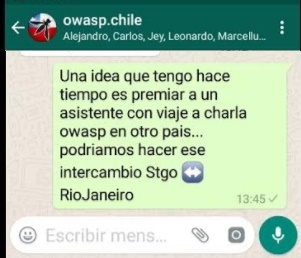 owasp.chile
Alejandro, Carlos, Jey, Leonardo, Marcellu...
Una idea que tengo hace
tiempo es premiar a un
asistente con viaje a charla
owasp en otro pais...
podriamos hacer ese
intercambio Stgo ↔
RioJaneiro
13:45
Escribir mens...